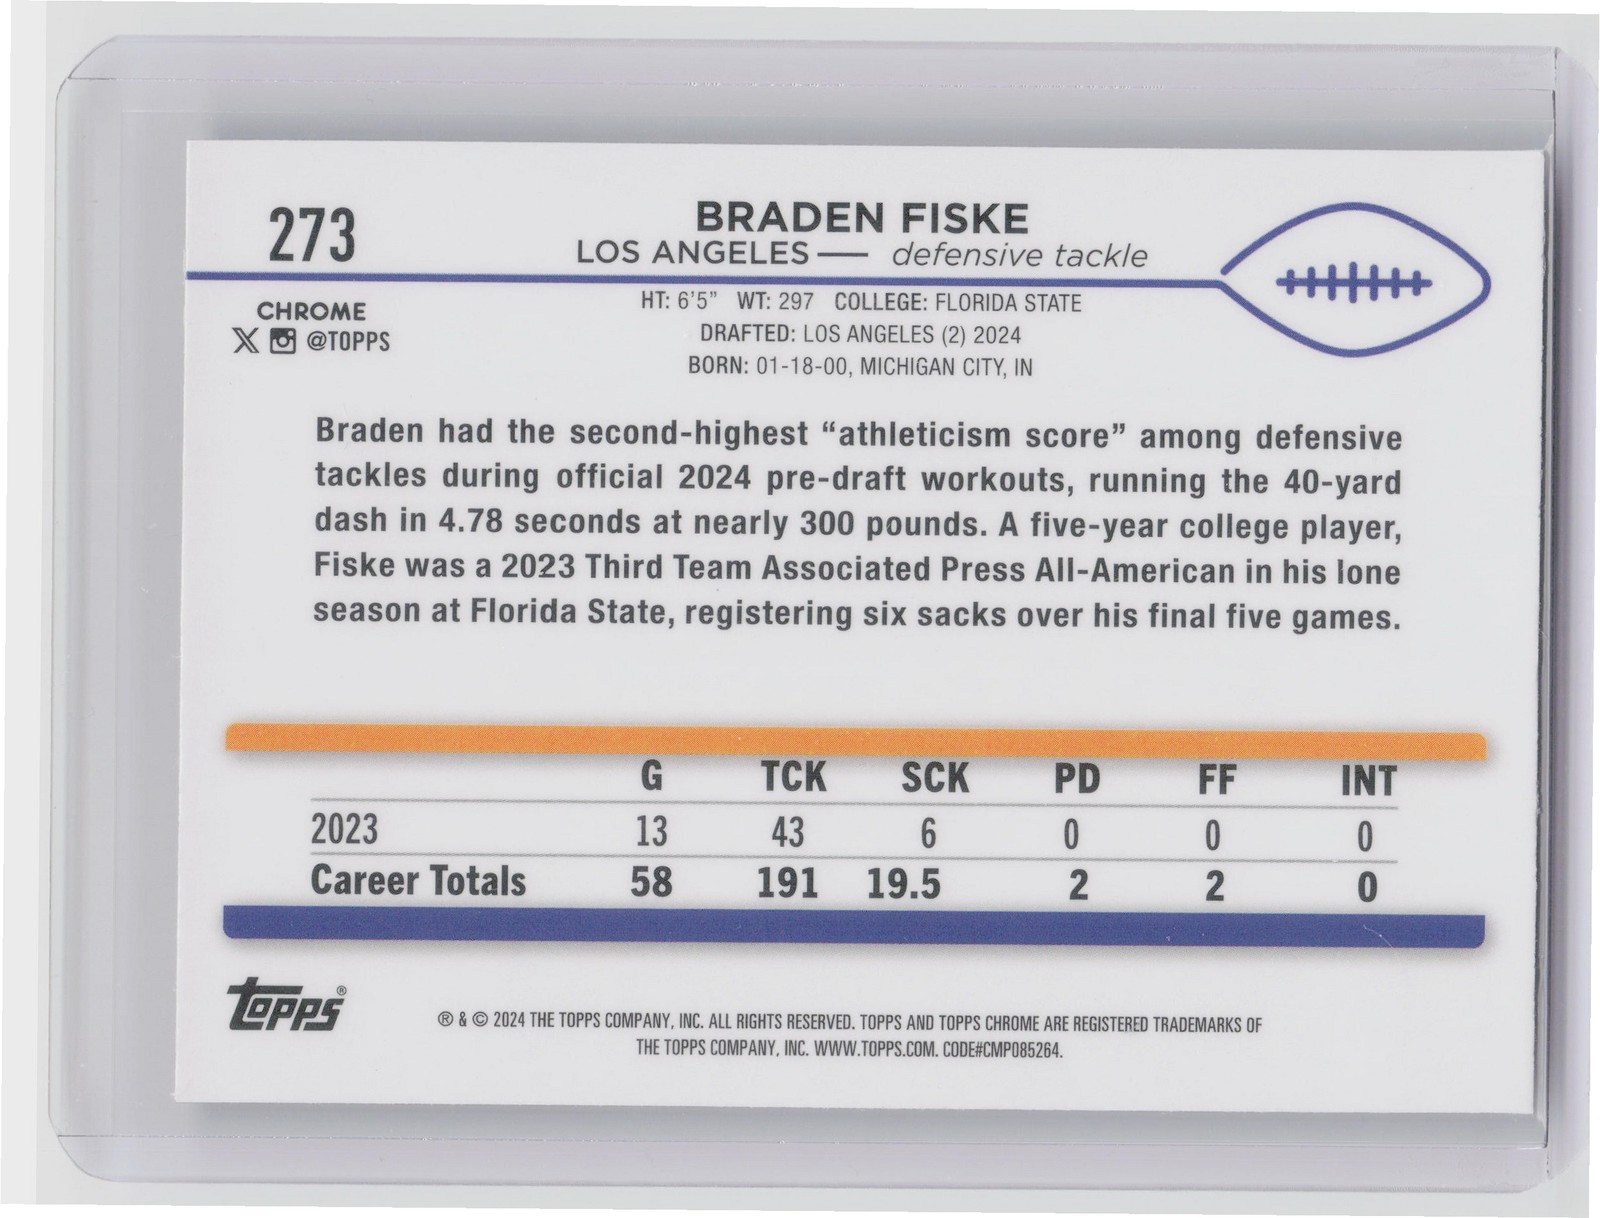 273
BRADEN FISKE
LOS ANGELES — defensive tackle
CHROME
X @TOPPS
HT: 6'5" WT: 297 COLLEGE: FLORIDA STATE
DRAFTED: LOS ANGELES (2) 2024
BORN: 01-18-00, MICHIGAN CITY, IN
Braden had the second-highest “athleticism score” among defensive
tackles during official 2024 pre-draft workouts, running the 40-yard
dash in 4.78 seconds at nearly 300 pounds. A five-year college player,
Fiske was a 2023 Third Team Associated Press All-American in his lone
season at Florida State, registering six sacks over his final five games.
G TCK SCK PD FF INT
2023 13 43 6 0 0 0
Career Totals 58 191 19.5 2 2 0
topps®
® & © 2024 THE TOPPS COMPANY, INC. ALL RIGHTS RESERVED. TOPPS AND TOPPS CHROME ARE REGISTERED TRADEMARKS OF
THE TOPPS COMPANY, INC. WWW.TOPPS.COM. CODE#CMP085264.